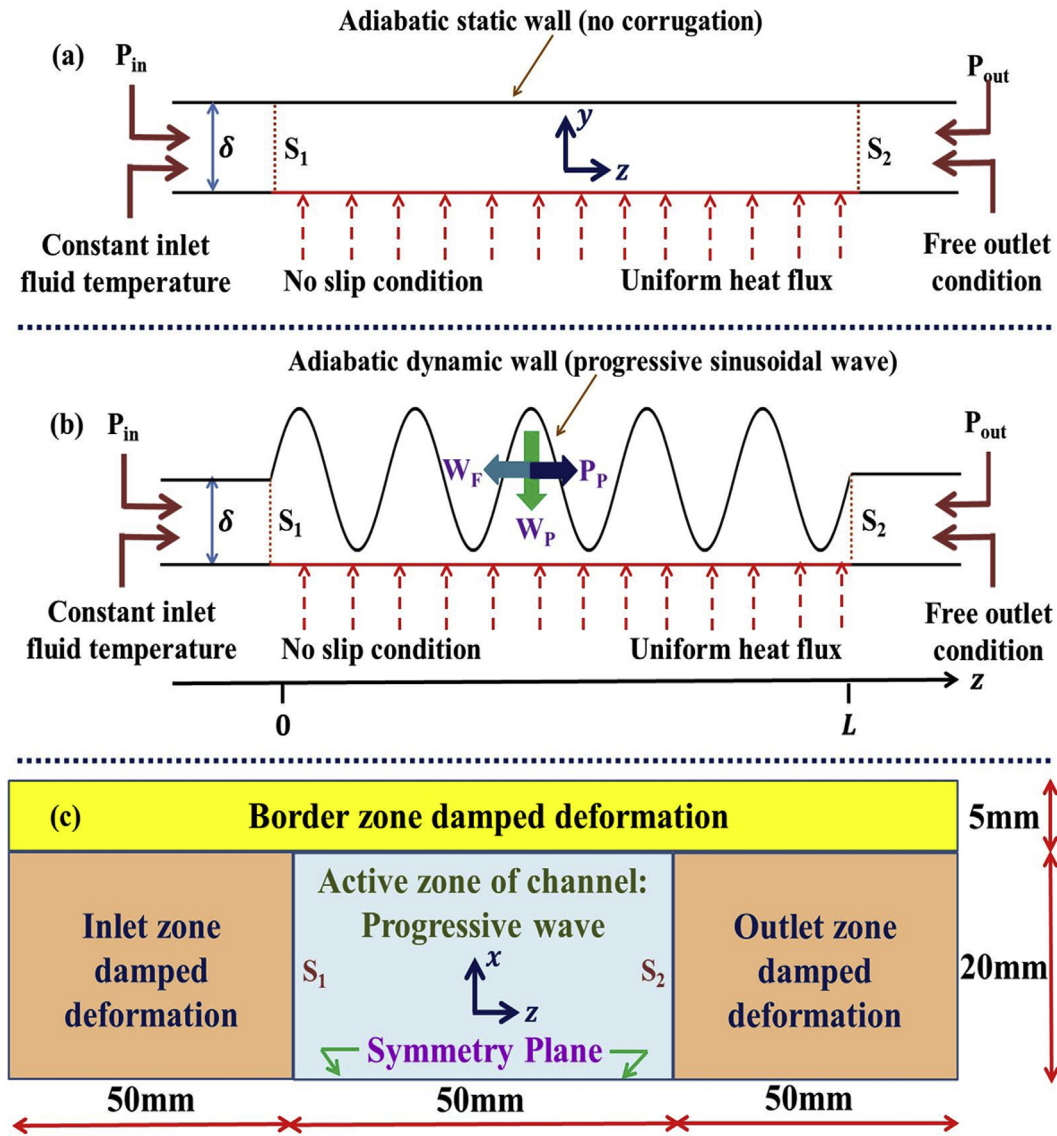 Adiabatic static wall (no corrugation)
(a)
P_in
P_out
δ
S_1
y
z
S_2
Constant inlet
fluid temperature
No slip condition
Uniform heat flux
Free outlet
condition
Adiabatic dynamic wall (progressive sinusoidal wave)
(b)
P_in
P_out
W_F
P_P
W_P
δ
S_1
S_2
Constant inlet
fluid temperature
No slip condition
Uniform heat flux
Free outlet
condition
z
0
L
(c)
Border zone damped deformation
5mm
Inlet zone
damped
deformation
Active zone of channel:
Progressive wave
S_1
x
z
S_2
Symmetry Plane
Outlet zone
damped
deformation
20mm
50mm
50mm
50mm